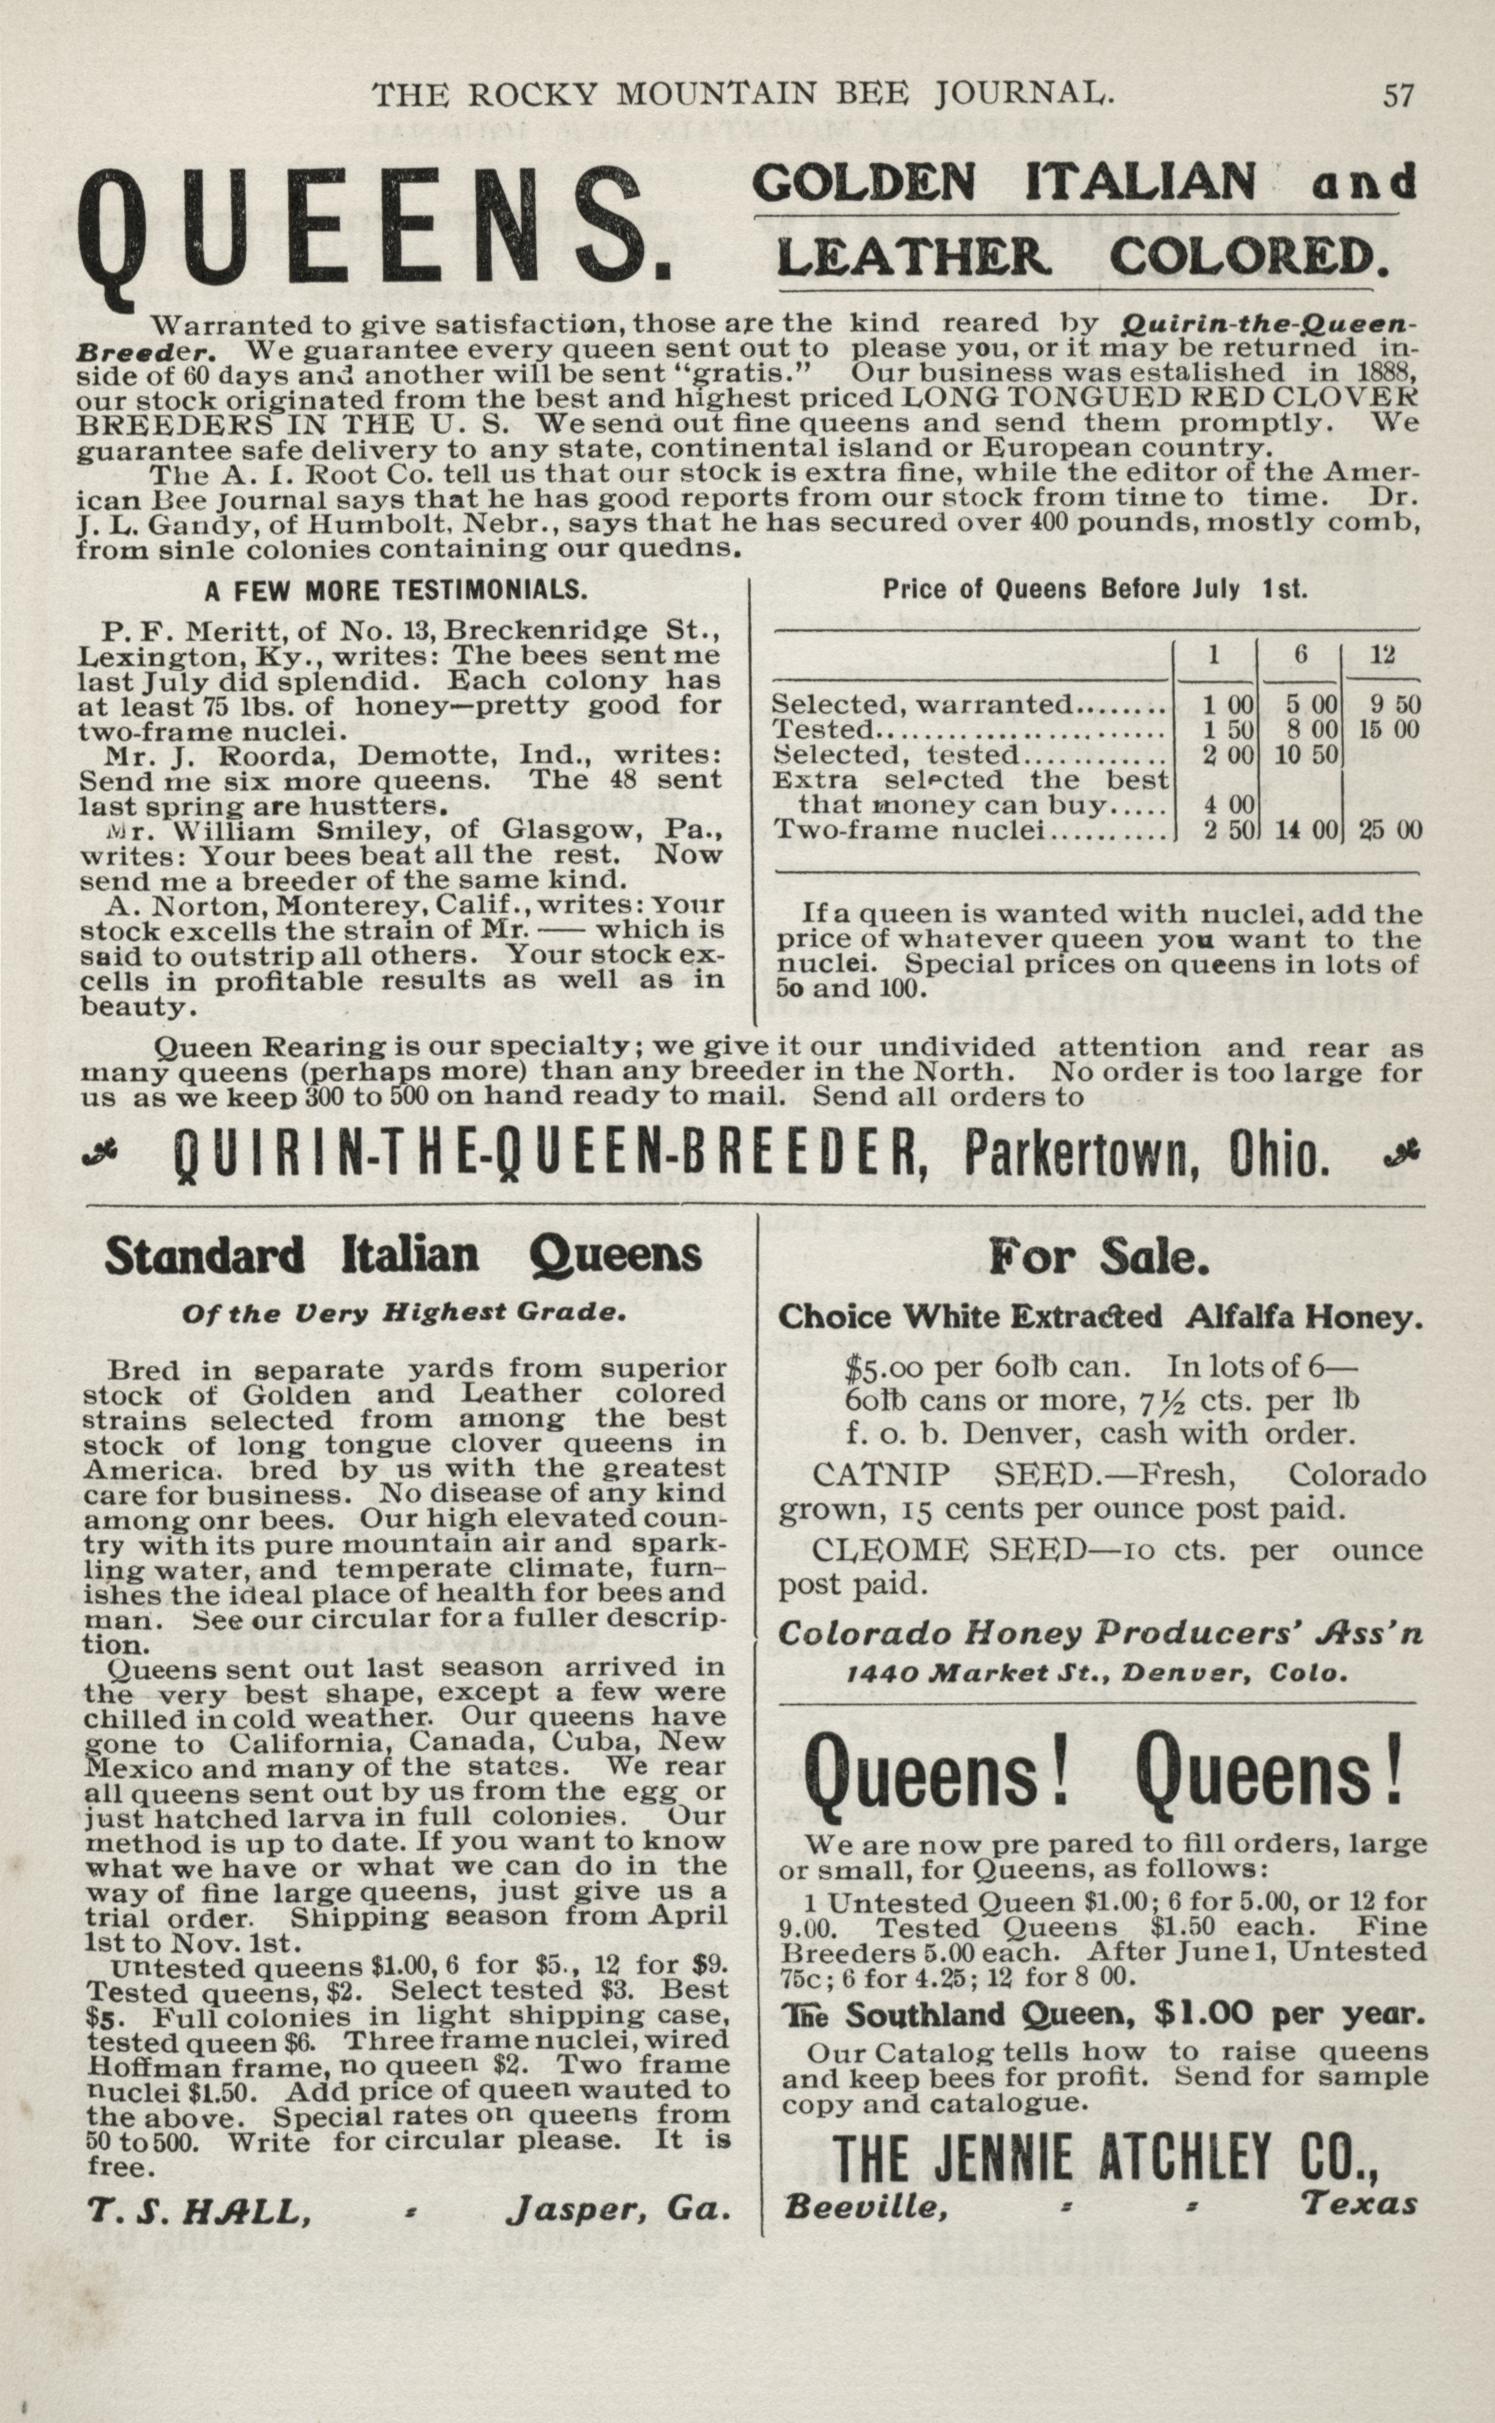 THE ROCKY MOUNTAIN BEE JOURNAL. 57
QUEENS.
GOLDEN ITALIAN and
LEATHER COLORED.
Warranted to give satisfaction, those are the kind reared by Quirin-the-Queen-
Breeder. We guarantee every queen sent out to please you, or it may be returned in-
side of 60 days and another will be sent "gratis." Our business was estalished in 1888,
our stock originated from the best and highest priced LONG TONGUED RED CLOVER
BREEDERS IN THE U. S. We send out fine queens and send them promptly. We
guarantee safe delivery to any state, continental island or European country.
The A. I. Root Co. tell us that our stock is extra fine, while the editor of the Amer-
ican Bee Journal says that he has good reports from our stock from time to time. Dr.
J. L. Gandy, of Humbolt, Nebr., says that he has secured over 400 pounds, mostly comb,
from sinle colonies containing our quedns.
A FEW MORE TESTIMONIALS.
P. F. Meritt, of No. 13, Breckenridge St.,
Lexington, Ky., writes: The bees sent me
last July did splendid. Each colony has
at least 75 lbs. of honey—pretty good for
two-frame nuclei.
Mr. J. Roorda, Demotte, Ind., writes:
Send me six more queens. The 48 sent
last spring are hustters.
Mr. William Smiley, of Glasgow, Pa.,
writes: Your bees beat all the rest. Now
send me a breeder of the same kind.
A. Norton, Monterey, Calif., writes: Your
stock excells the strain of Mr. — which is
said to outstrip all others. Your stock ex-
cells in profitable results as well as in
beauty.
Price of Queens Before July 1st.
1 6 12
Selected, warranted........ 1 00 5 00 9 50
Tested........................ 1 50 8 00 15 00
Selected, tested............ 2 00 10 50
Extra selected the best
that money can buy..... 4 00
Two-frame nuclei.......... 2 50 14 00 25 00
If a queen is wanted with nuclei, add the
price of whatever queen you want to the
nuclei. Special prices on queens in lots of
50 and 100.
Queen Rearing is our specialty; we give it our undivided attention and rear as
many queens (perhaps more) than any breeder in the North. No order is too large for
us as we keep 300 to 500 on hand ready to mail. Send all orders to
QUIRIN-THE-QUEEN-BREEDER, Parkertown, Ohio.
Standard Italian Queens
Of the Very Highest Grade.
Bred in separate yards from superior
stock of Golden and Leather colored
strains selected from among the best
stock of long tongue clover queens in
America. bred by us with the greatest
care for business. No disease of any kind
among onr bees. Our high elevated coun-
try with its pure mountain air and spark-
ling water, and temperate climate, furn-
ishes the ideal place of health for bees and
man. See our circular for a fuller descrip-
tion.
Queens sent out last season arrived in
the very best shape, except a few were
chilled in cold weather. Our queens have
gone to California, Canada, Cuba, New
Mexico and many of the states. We rear
all queens sent out by us from the egg or
just hatched larva in full colonies. Our
method is up to date. If you want to know
what we have or what we can do in the
way of fine large queens, just give us a
trial order. Shipping season from April
1st to Nov. 1st.
Untested queens $1.00, 6 for $5., 12 for $9.
Tested queens, $2. Select tested $3. Best
$5. Full colonies in light shipping case,
tested queen $6. Three frame nuclei, wired
Hoffman frame, no queen $2. Two frame
nuclei $1.50. Add price of queen wauted to
the above. Special rates on queens from
50 to 500. Write for circular please. It is
free.
T. S. HALL, - Jasper, Ga.
For Sale.
Choice White Extracted Alfalfa Honey.
$5.00 per 60lb can. In lots of 6—
60lb cans or more, 7½ cts. per lb
f. o. b. Denver, cash with order.
CATNIP SEED.—Fresh, Colorado
grown, 15 cents per ounce post paid.
CLEOME SEED—10 cts. per ounce
post paid.
Colorado Honey Producers' Ass'n
1440 Market St., Denver, Colo.
Queens! Queens!
We are now pre pared to fill orders, large
or small, for Queens, as follows:
1 Untested Queen $1.00; 6 for 5.00, or 12 for
9.00. Tested Queens $1.50 each. Fine
Breeders 5.00 each. After June 1, Untested
75c; 6 for 4.25; 12 for 8 00.
The Southland Queen, $1.00 per year.
Our Catalog tells how to raise queens
and keep bees for profit. Send for sample
copy and catalogue.
THE JENNIE ATCHLEY CO.,
Beeville, - - Texas